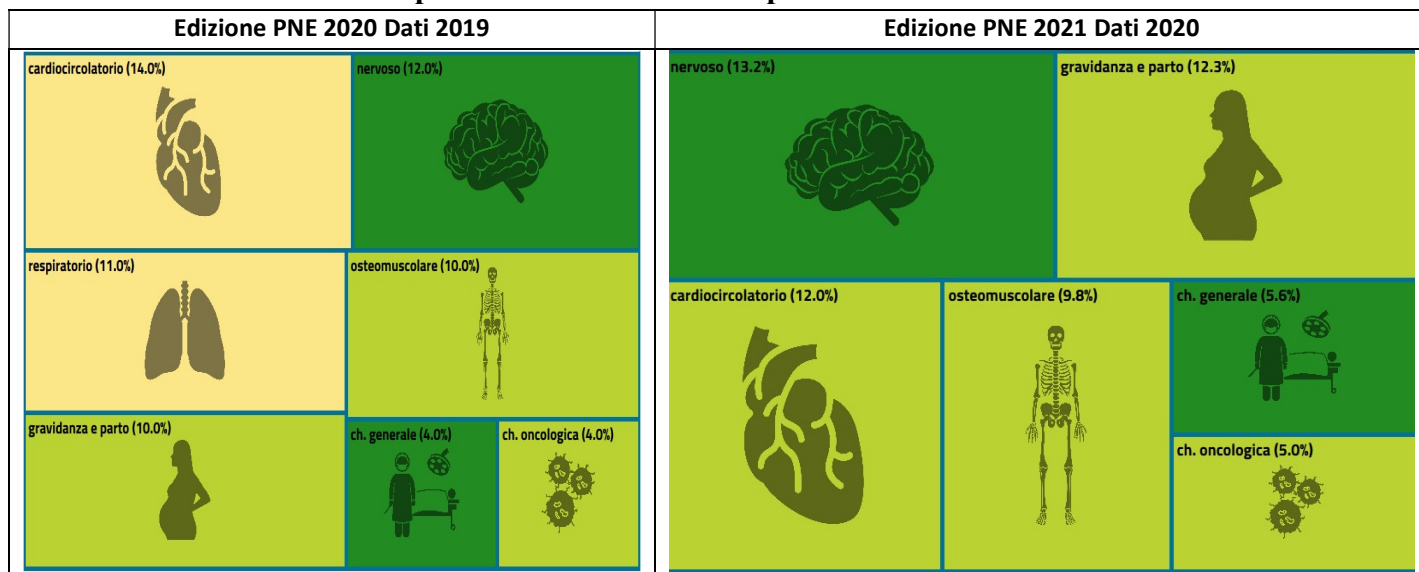 Edizione PNE 2020 Dati 2019
Edizione PNE 2021 Dati 2020
cardiocircolatorio (14.0%)
nervoso (12.0%)
respiratorio (11.0%)
osteomuscolare (10.0%)
gravidanza e parto (10.0%)
ch. generale (4.0%)
ch. oncologica (4.0%)
nervoso (13.2%)
gravidanza e parto (12.3%)
cardiocircolatorio (12.0%)
osteomuscolare (9.8%)
ch. generale (5.6%)
ch. oncologica (5.0%)